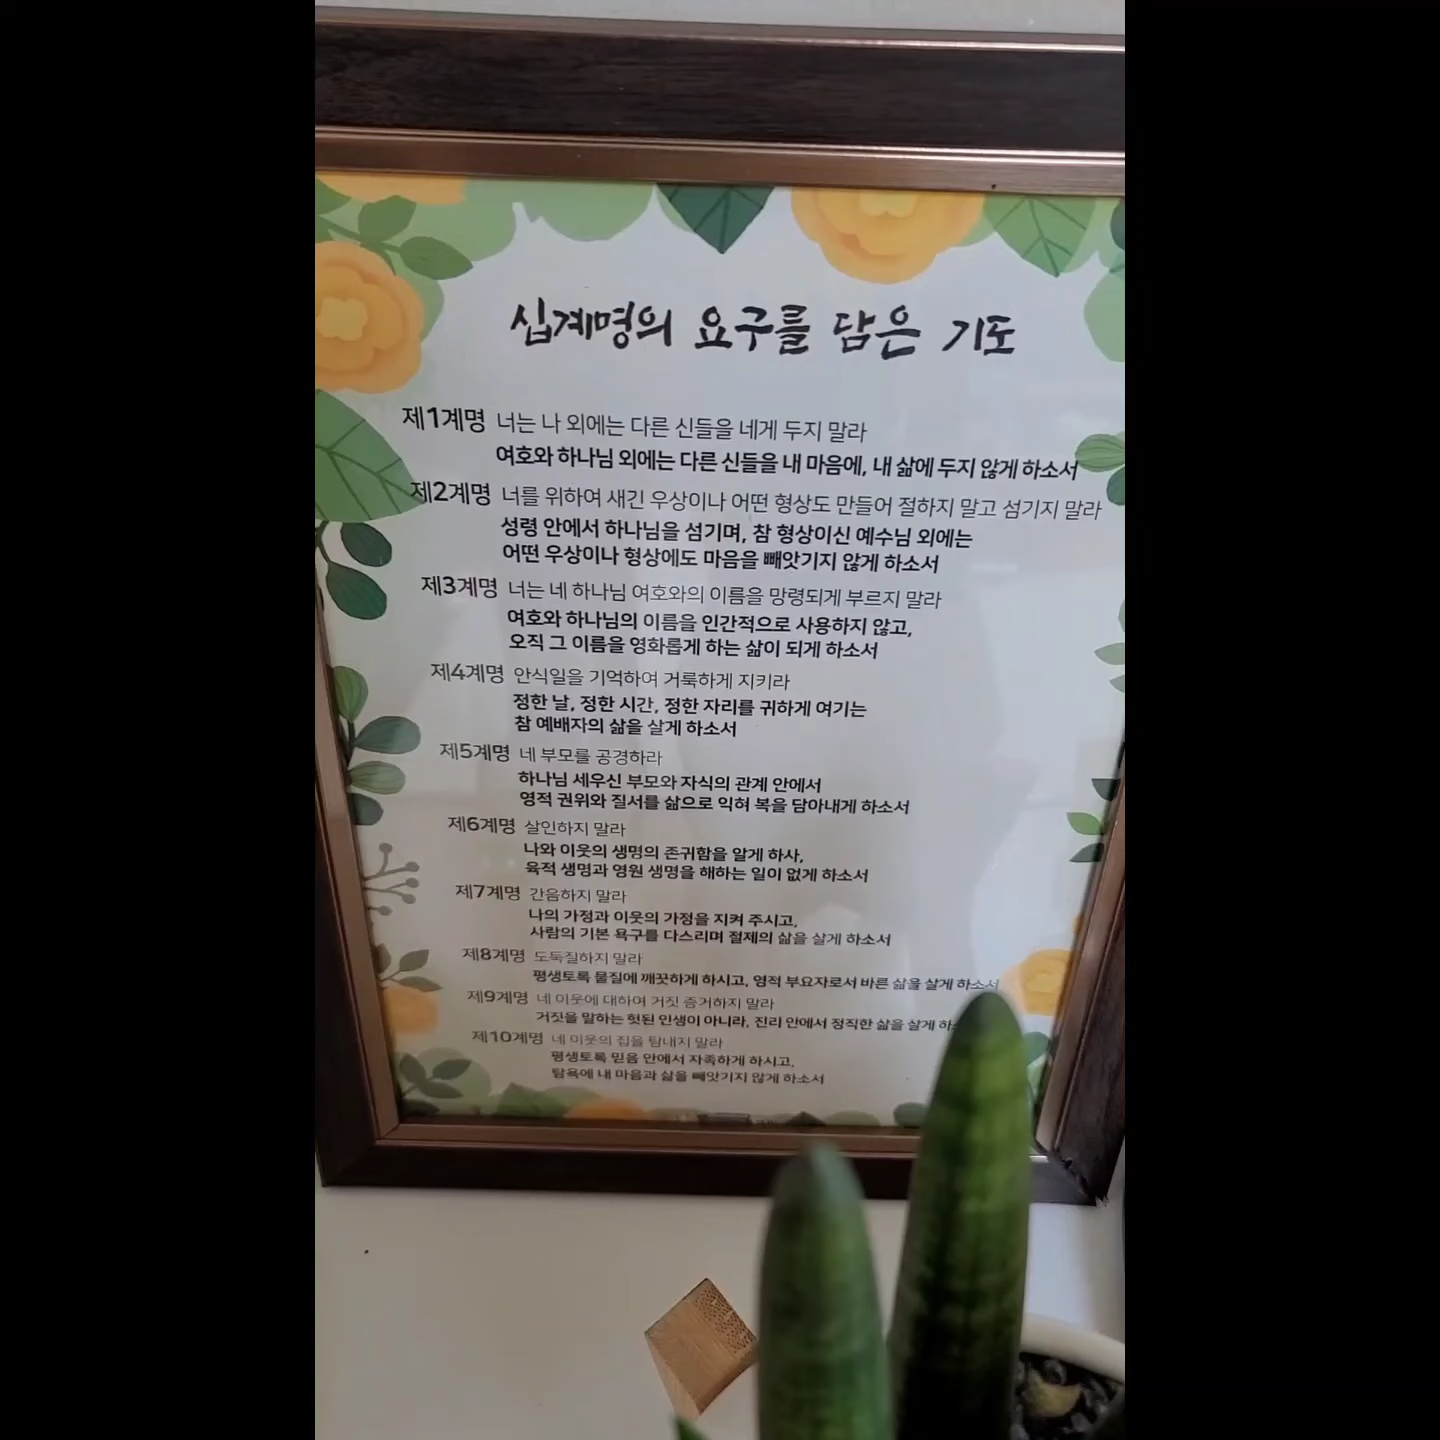 십계명의 요구를 담은 기도
제1계명 너는 나 외에는 다른 신들을 네게 두지 말라
여호와 하나님 외에는 다른 신들을 내 마음에, 내 삶에 두지 않게 하소서
제2계명 너를 위하여 새긴 우상이나 어떤 형상도 만들어 절하지 말고 섬기지 말라
성령 안에서 하나님을 섬기며, 참 형상이신 예수님 외에는
어떤 우상이나 형상에도 마음을 빼앗기지 않게 하소서
제3계명 너는 네 하나님 여호와의 이름을 망령되게 부르지 말라
여호와 하나님의 이름을 인간적으로 사용하지 않고,
오직 그 이름을 영화롭게 하는 삶이 되게 하소서
제4계명 안식일을 기억하여 거룩하게 지키라
정한 날, 정한 시간, 정한 자리를 귀하게 여기는
참 예배자의 삶을 살게 하소서
제5계명 네 부모를 공경하라
하나님 세우신 부모와 자식의 관계 안에서
영적 권위와 질서를 삶으로 익혀 복을 담아내게 하소서
제6계명 살인하지 말라
나와 이웃의 생명의 존귀함을 알게 하사,
육적 생명과 영원 생명을 해하는 일이 없게 하소서
제7계명 간음하지 말라
나의 가정과 이웃의 가정을 지켜 주시고,
사람의 기본 욕구를 다스리며 절제의 삶을 살게 하소서
제8계명 도둑질하지 말라
평생토록 물질에 깨끗하게 하시고, 영적 부요자로서 바른 삶을 살게 하소서
제9계명 네 이웃에 대하여 거짓 증거하지 말라
거짓을 말하는 헛된 인생이 아니라, 진리 안에서 정직한 삶을 살게 하
제10계명 네 이웃의 집을 탐내지 말라
평생토록 믿음 안에서 자족하게 하시고,
탐욕에 내 마음과 삶을 빼앗기지 않게 하소서